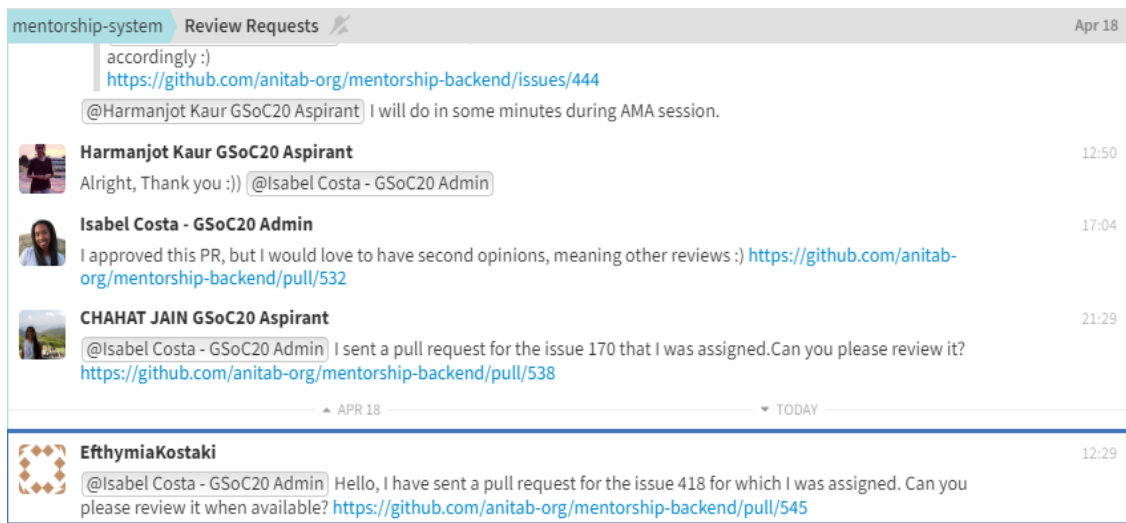 mentorship-system Review Requests Apr 18
accordingly :)
https://github.com/anitab-org/mentorship-backend/issues/444
@Harmanjot Kaur GSoC20 Aspirant I will do in some minutes during AMA session.
Harmanjot Kaur GSoC20 Aspirant 12:50
Alright, Thank you :)) @Isabel Costa - GSoC20 Admin
Isabel Costa - GSoC20 Admin 17:04
I approved this PR, but I would love to have second opinions, meaning other reviews :) https://github.com/anitab-
org/mentorship-backend/pull/532
CHAHAT JAIN GSoC20 Aspirant 21:29
@Isabel Costa - GSoC20 Admin I sent a pull request for the issue 170 that I was assigned.Can you please review it?
https://github.com/anitab-org/mentorship-backend/pull/538
APR 18 TODAY
EfthymiaKostaki 12:29
@Isabel Costa - GSoC20 Admin Hello, I have sent a pull request for the issue 418 for which I was assigned. Can you
please review it when available? https://github.com/anitab-org/mentorship-backend/pull/545